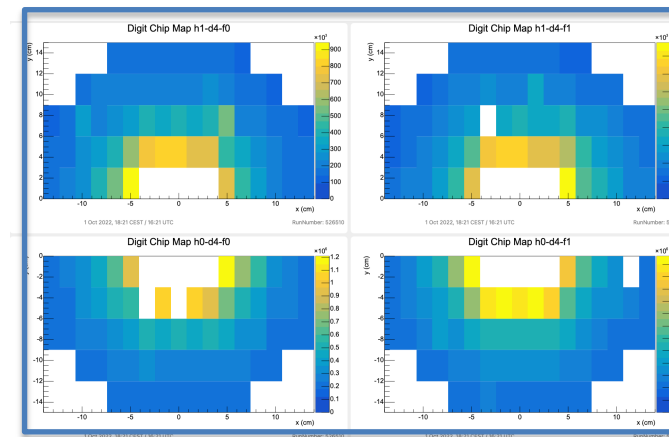 Digit Chip Map h1-d4-f0
Digit Chip Map h1-d4-f1
y (cm)
×10³
y (cm)
14
12
10
8
6
4
2
0
900
800
700
600
500
400
300
200
100
0
14
12
10
8
6
4
2
0
-10 -5 0 5 10
x (cm)
-10 -5 0 5 10
x (cm)
1 Oct 2022, 18:21 CEST / 16:21 UTC
RunNumber: 526510
1 Oct 2022, 18:21 CEST / 16:21 UTC
RunNumber: 5
Digit Chip Map h0-d4-f0
Digit Chip Map h0-d4-f1
y (cm)
y (cm)
0
-2
-4
-6
-8
-10
-12
-14
1.2
1.1
1
0.9
0.8
0.7
0.6
0.5
0.4
0.3
0.2
0.1
0
0
-2
-4
-6
-8
-10
-12
-14
-10 -5 0 5 10
x (cm)
-10 -5 0 5 10
x (cm)